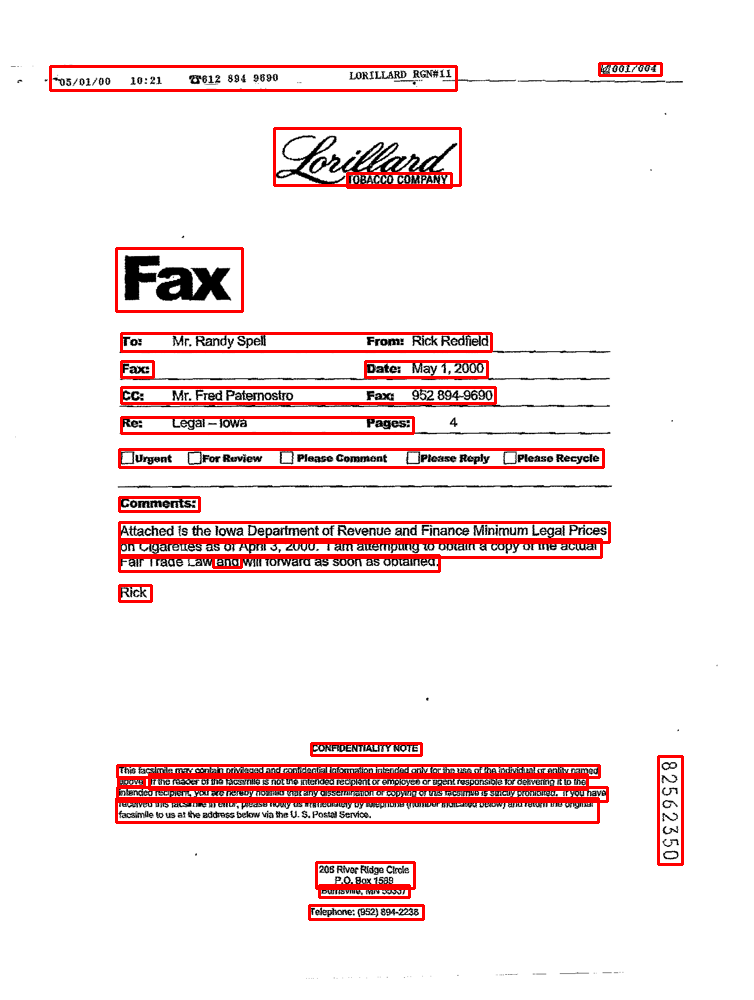 05/01/00 10:21 ☎612 894 9690 LORILLARD RGN#11 001/004
Lorillard
TOBACCO COMPANY
Fax
To: Mr. Randy Spell From: Rick Redfield
Fax: Date: May 1, 2000
CC: Mr. Fred Paternostro Fax: 952 894-9690
Re: Legal – Iowa Pages: 4
☐ Urgent ☐ For Review ☐ Please Comment ☐ Please Reply ☐ Please Recycle
Comments:
Attached is the Iowa Department of Revenue and Finance Minimum Legal Prices
on Cigarettes as of April 3, 2000. I am attempting to obtain a copy of the actual
Fair Trade Law and will forward as soon as obtained.
Rick
CONFIDENTIALITY NOTE
This facsimile may contain privileged and confidential information intended only for the use of the individual or entity named
above. If the reader of the facsimile is not the intended recipient or employee or agent responsible for delivering it to the
intended recipient, you are hereby notified that any dissemination or copying of this facsimile is strictly prohibited. If you have
received this facsimile in error, please notify us immediately by telephone (number indicated below) and return the original
facsimile to us at the address below via the U. S. Postal Service.
82562350
206 River Ridge Circle
P.O. Box 1569
Burnsville, MN 55337
Telephone: (952) 894-2238